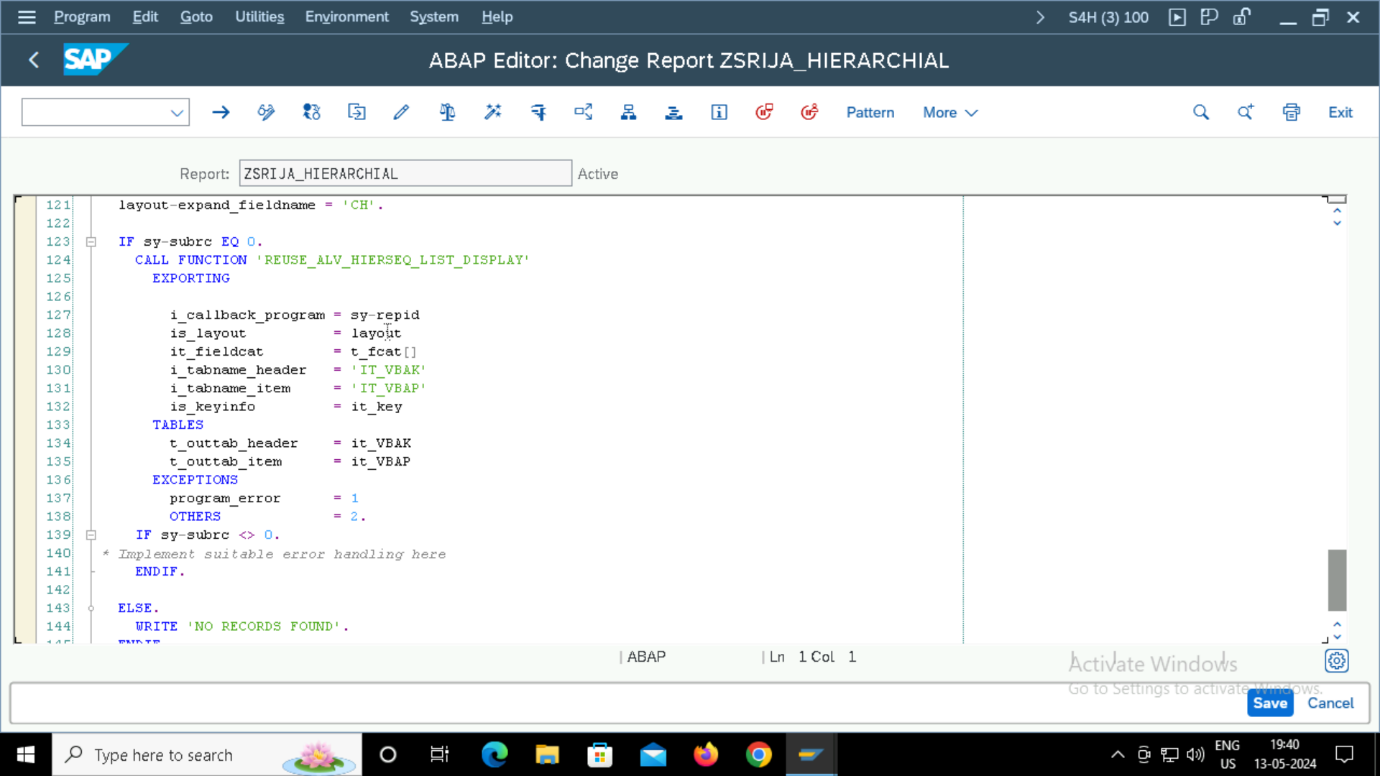 Program Edit Goto Utilities Environment System Help S4H (3) 100
SAP ABAP Editor: Change Report ZSRIJA_HIERARCHIAL
Pattern More Exit
Report: ZSRIJA_HIERARCHIAL Active
121 layout-expand_fieldname = 'CH'.
122
123 IF sy-subrc EQ 0.
124 CALL FUNCTION 'REUSE_ALV_HIERSEQ_LIST_DISPLAY'
125 EXPORTING
126
127 i_callback_program = sy-repid
128 is_layout = layout
129 it_fieldcat = t_fcat[]
130 i_tabname_header = 'IT_VBAK'
131 i_tabname_item = 'IT_VBAP'
132 is_keyinfo = it_key
133 TABLES
134 t_outtab_header = it_VBAK
135 t_outtab_item = it_VBAP
136 EXCEPTIONS
137 program_error = 1
138 OTHERS = 2.
139 IF sy-subrc <> 0.
140 * Implement suitable error handling here
141 ENDIF.
142
143 ELSE.
144 WRITE 'NO RECORDS FOUND'.
145 ENDIF
ABAP Ln 1 Col 1
Activate Windows
Go to Settings to activate Windows.
Save Cancel
Type here to search
ENG 19:40
US 13-05-2024